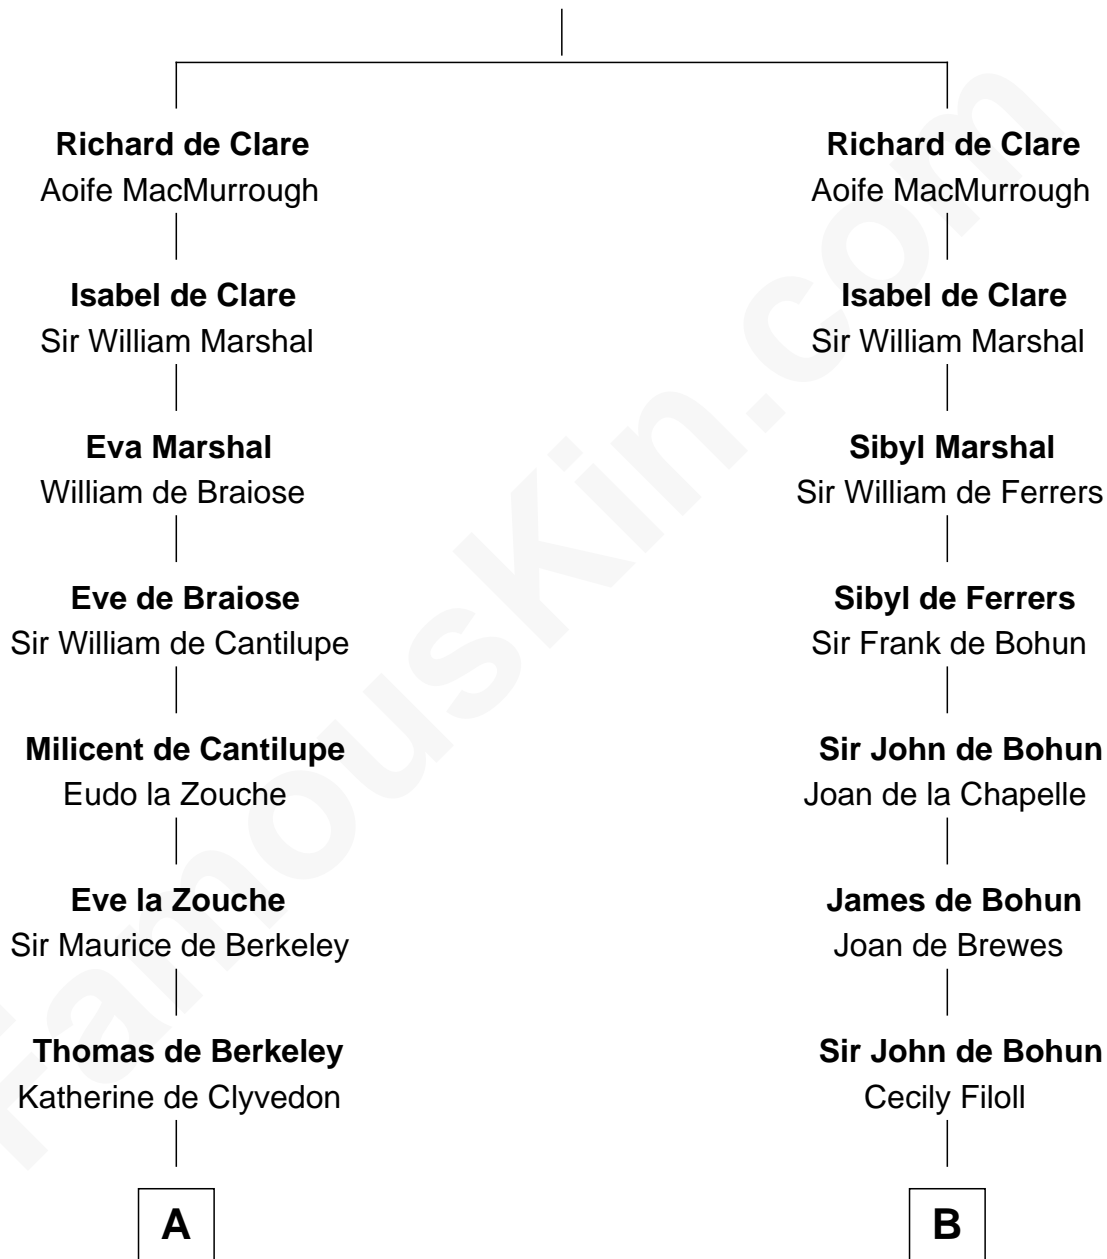 Richard de Clare
Aoife MacMurrough
Isabel de Clare
Sir William Marshal
Eva Marshal
William de Braiose
Eve de Braiose
Sir William de Cantilupe
Milicent de Cantilupe
Eudo la Zouche
Eve la Zouche
Sir Maurice de Berkeley
Thomas de Berkeley
Katherine de Clyvedon
A
Richard de Clare
Aoife MacMurrough
Isabel de Clare
Sir William Marshal
Sibyl Marshal
Sir William de Ferrers
Sibyl de Ferrers
Sir Frank de Bohun
Sir John de Bohun
Joan de la Chapelle
James de Bohun
Joan de Brewes
Sir John de Bohun
Cecily Filoll
B
FamousKin.com